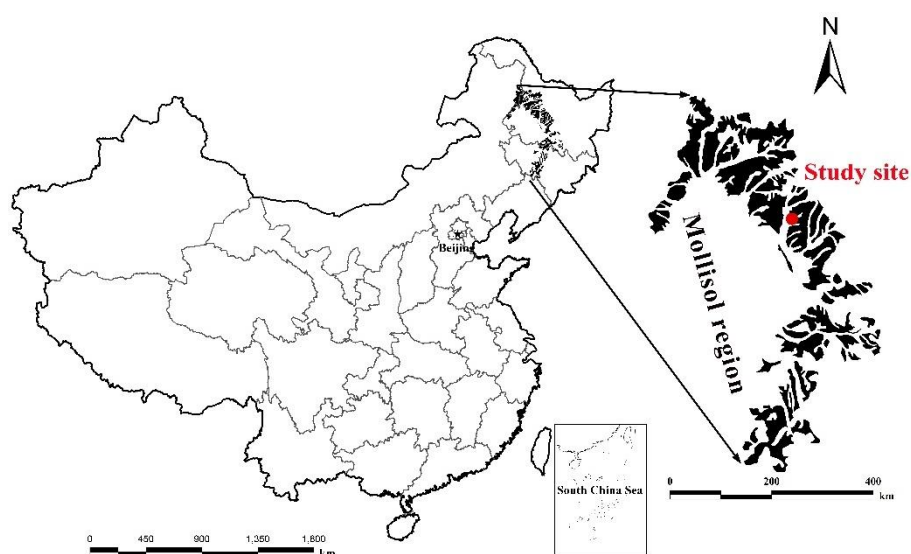 N
Study site
Mollisol region
Beijing
South China Sea
0 200 400
km
0 450 900 1,350 1,800
km